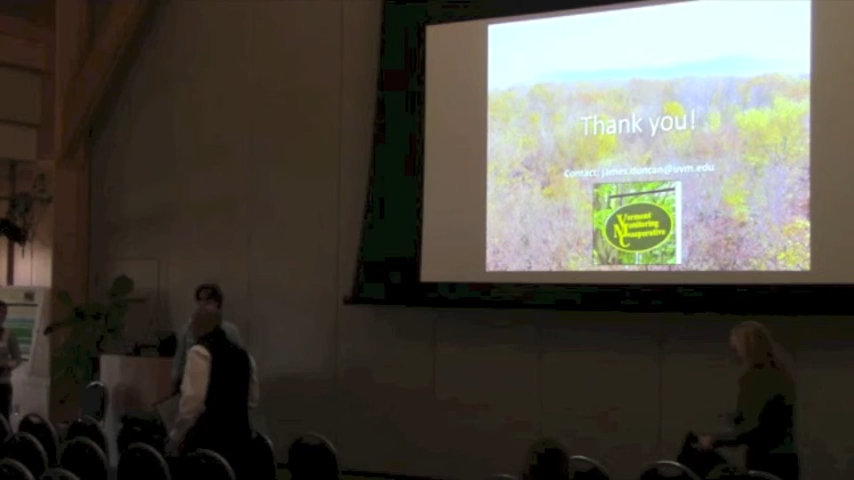 Thank you!
Contact: james.duncan@uvm.edu
Vermont
Monitoring
Cooperative